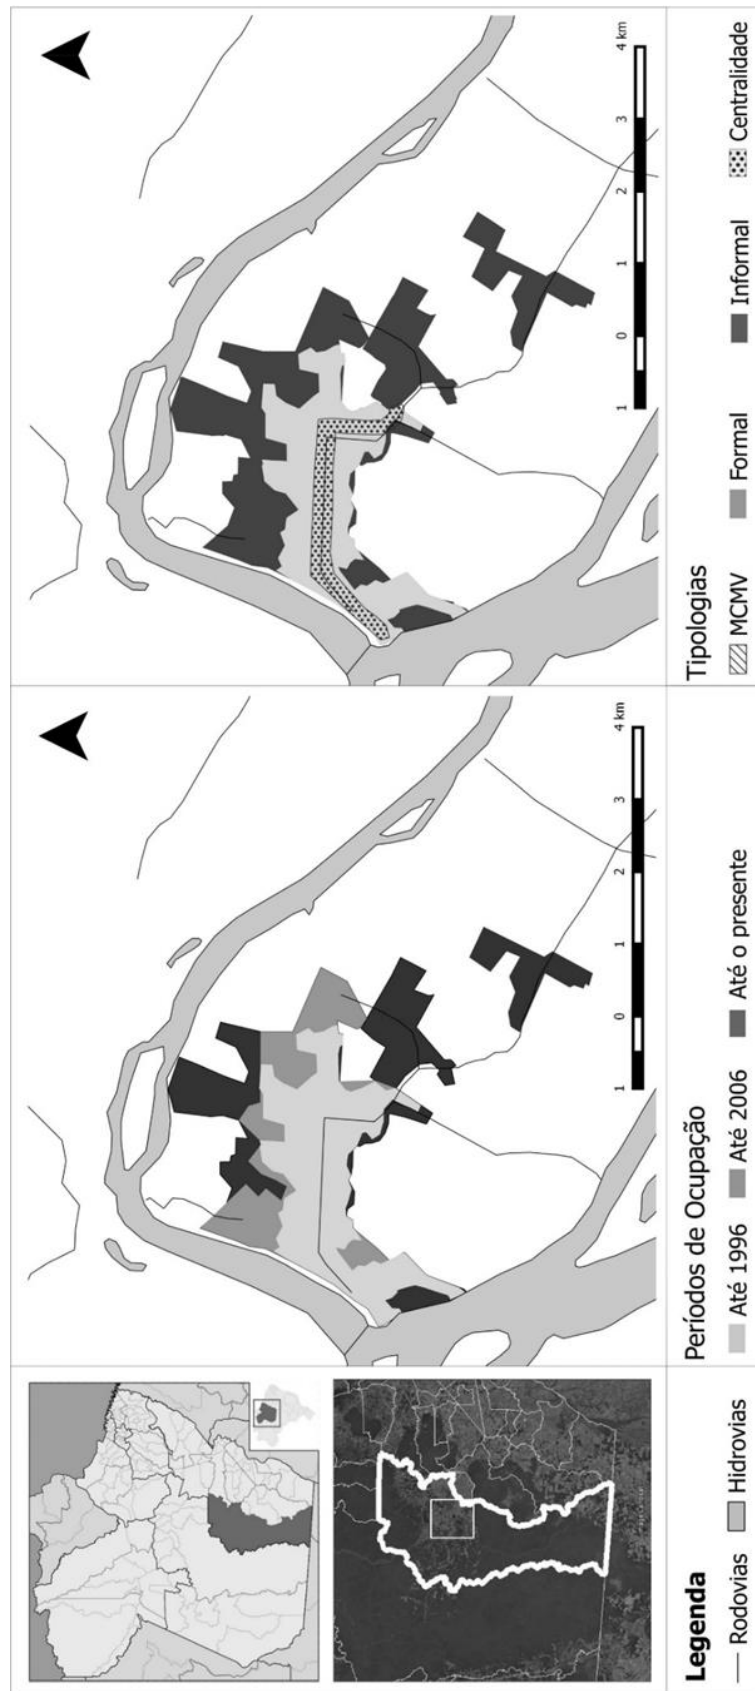 Legenda
Rodovias
Hidrovias
1 0 1 2 3 4 km
Períodos de Ocupação
Até 1996
Até 2006
Até o presente
1 0 1 2 3 4 km
Tipologias
MCMV
Formal
Informal
Centralidade